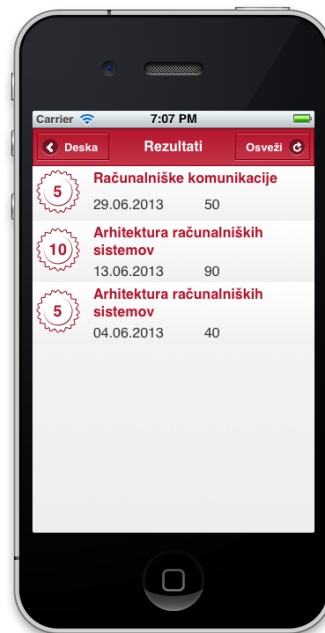 Carrier 7:07 PM
Deska Rezultati Osveži
5 Računalniške komunikacije
29.06.2013 50
10 Arhitektura računalniških
sistemov
13.06.2013 90
5 Arhitektura računalniških
sistemov
04.06.2013 40